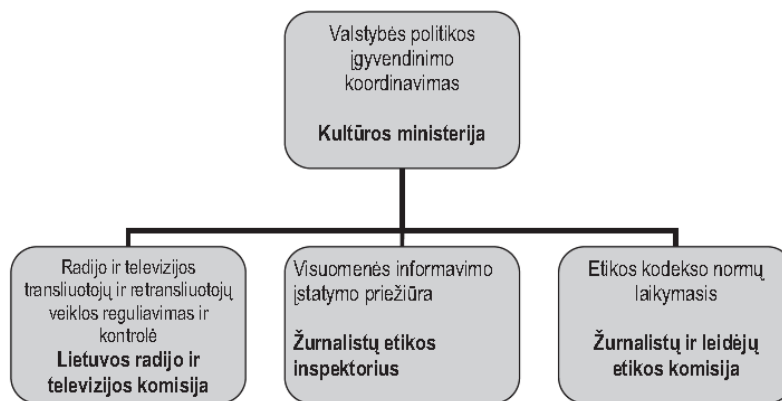 Valstybės politikos
įgyvendinimo
koordinavimas
Kultūros ministerija
Radijo ir televizijos
transliuotojų ir retransliuotojų
veiklos reguliavimas ir
kontrolė
Lietuvos radijo ir
televizijos komisija
Visuomenės informavimo
įstatymo priežiūra
Žurnalistų etikos
inspektorius
Etikos kodekso normų
laikymasis
Žurnalistų ir leidėjų
etikos komisija